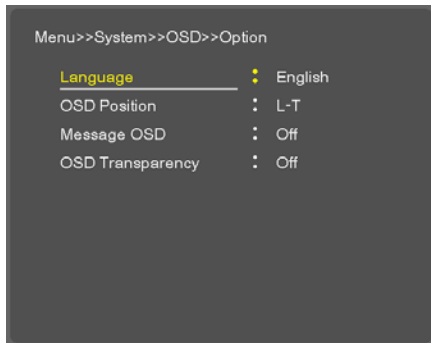 Menu>>System>>OSD>>Option
Language : English
OSD Position : L-T
Message OSD : Off
OSD Transparency : Off